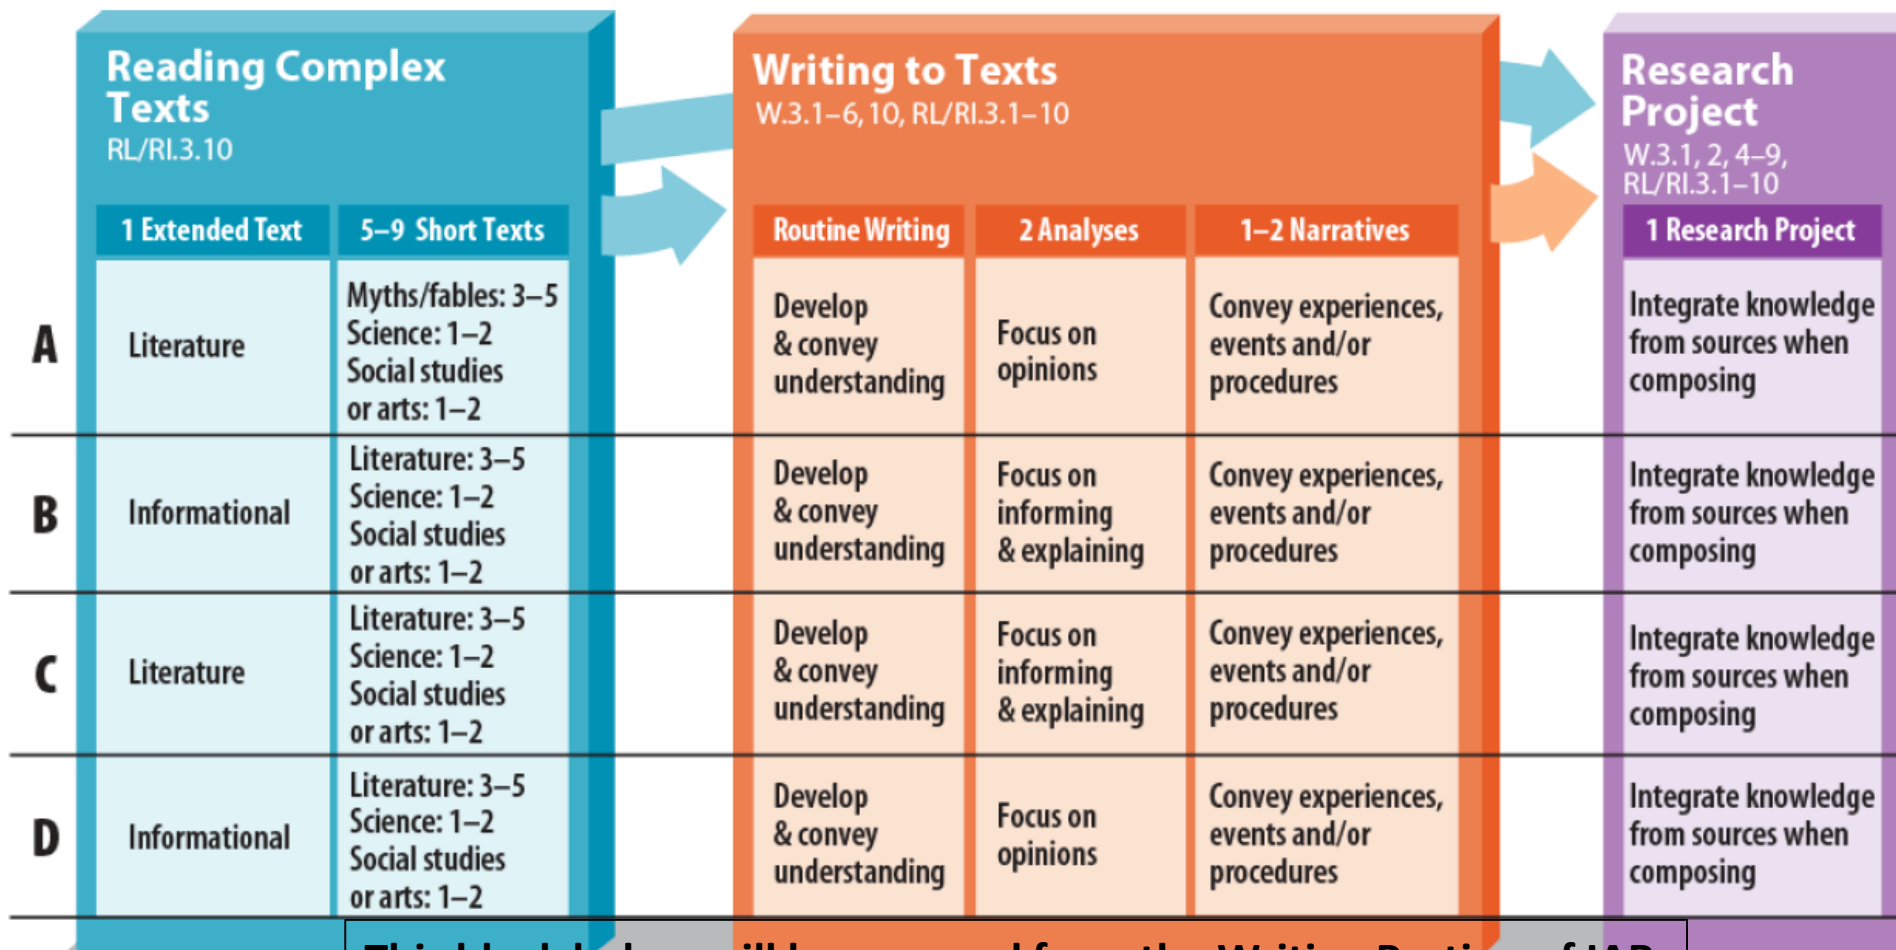 Reading Complex
Texts
RL/RI.3.10
1 Extended Text
5–9 Short Texts
Writing to Texts
W.3.1–6, 10, RL/RI.3.1–10
Routine Writing
2 Analyses
1–2 Narratives
Research
Project
W.3.1, 2, 4–9,
RL/RI.3.1–10
1 Research Project
A
Literature
Myths/fables: 3–5
Science: 1–2
Social studies
or arts: 1–2
Develop
& convey
understanding
Focus on
opinions
Convey experiences,
events and/or
procedures
Integrate knowledge
from sources when
composing
B
Informational
Literature: 3–5
Science: 1–2
Social studies
or arts: 1–2
Develop
& convey
understanding
Focus on
informing
& explaining
Convey experiences,
events and/or
procedures
Integrate knowledge
from sources when
composing
C
Literature
Literature: 3–5
Science: 1–2
Social studies
or arts: 1–2
Develop
& convey
understanding
Focus on
informing
& explaining
Convey experiences,
events and/or
procedures
Integrate knowledge
from sources when
composing
D
Informational
Literature: 3–5
Science: 1–2
Social studies
or arts: 1–2
Develop
& convey
understanding
Focus on
opinions
Convey experiences,
events and/or
procedures
Integrate knowledge
from sources when
composing